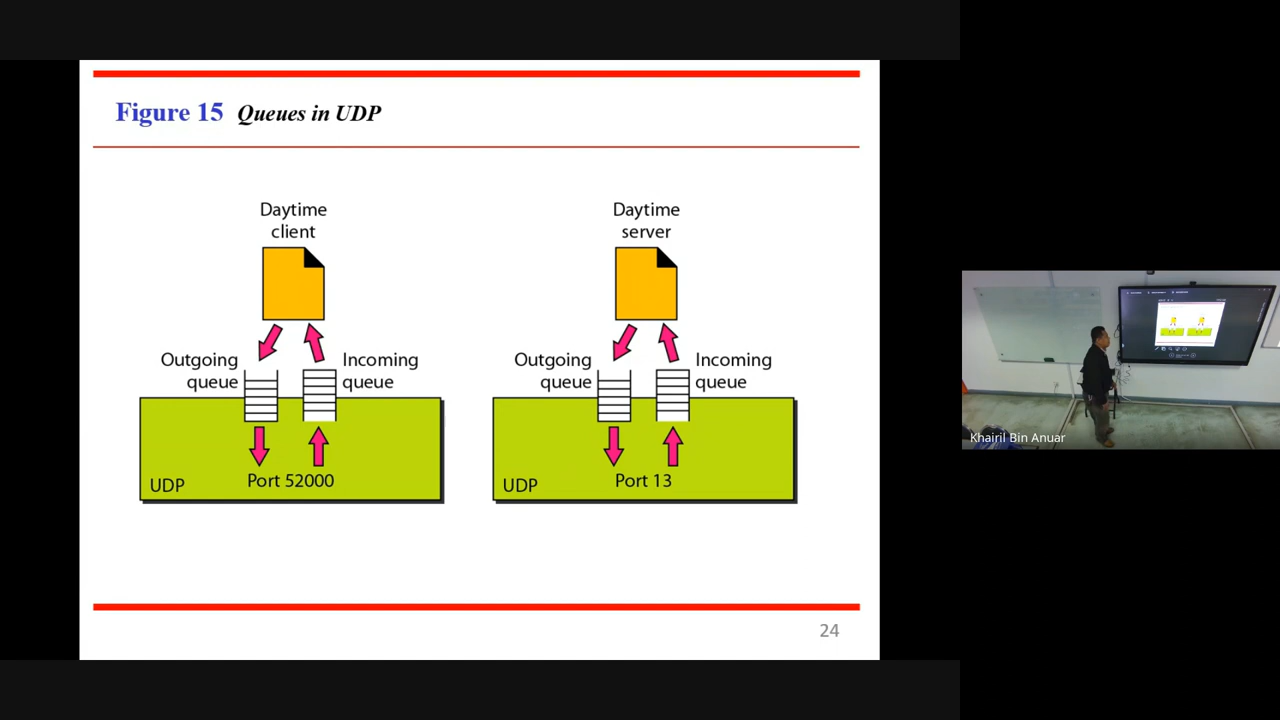 Figure 15 Queues in UDP
Daytime
client
Daytime
server
Outgoing
queue
Incoming
queue
Outgoing
queue
Incoming
queue
UDP
Port 52000
UDP
Port 13
24
Khairil Bin Anuar